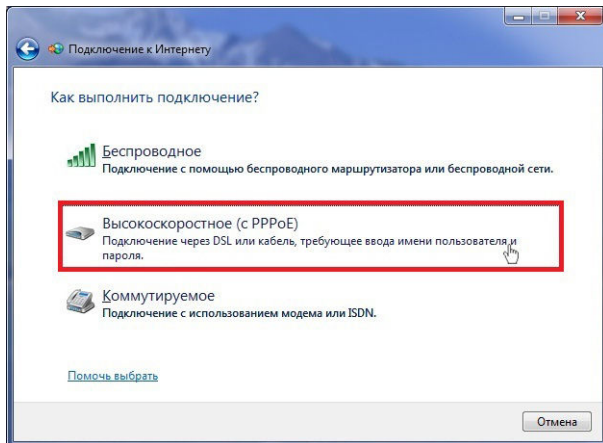 Подключение к Интернету
Как выполнить подключение?
Беспроводное
Подключение с помощью беспроводного маршрутизатора или беспроводной сети.
Высокоскоростное (с PPPoE)
Подключение через DSL или кабель, требующее ввода имени пользователя и
пароля.
Коммутируемое
Подключение с использованием модема или ISDN.
Помочь выбрать
Отмена